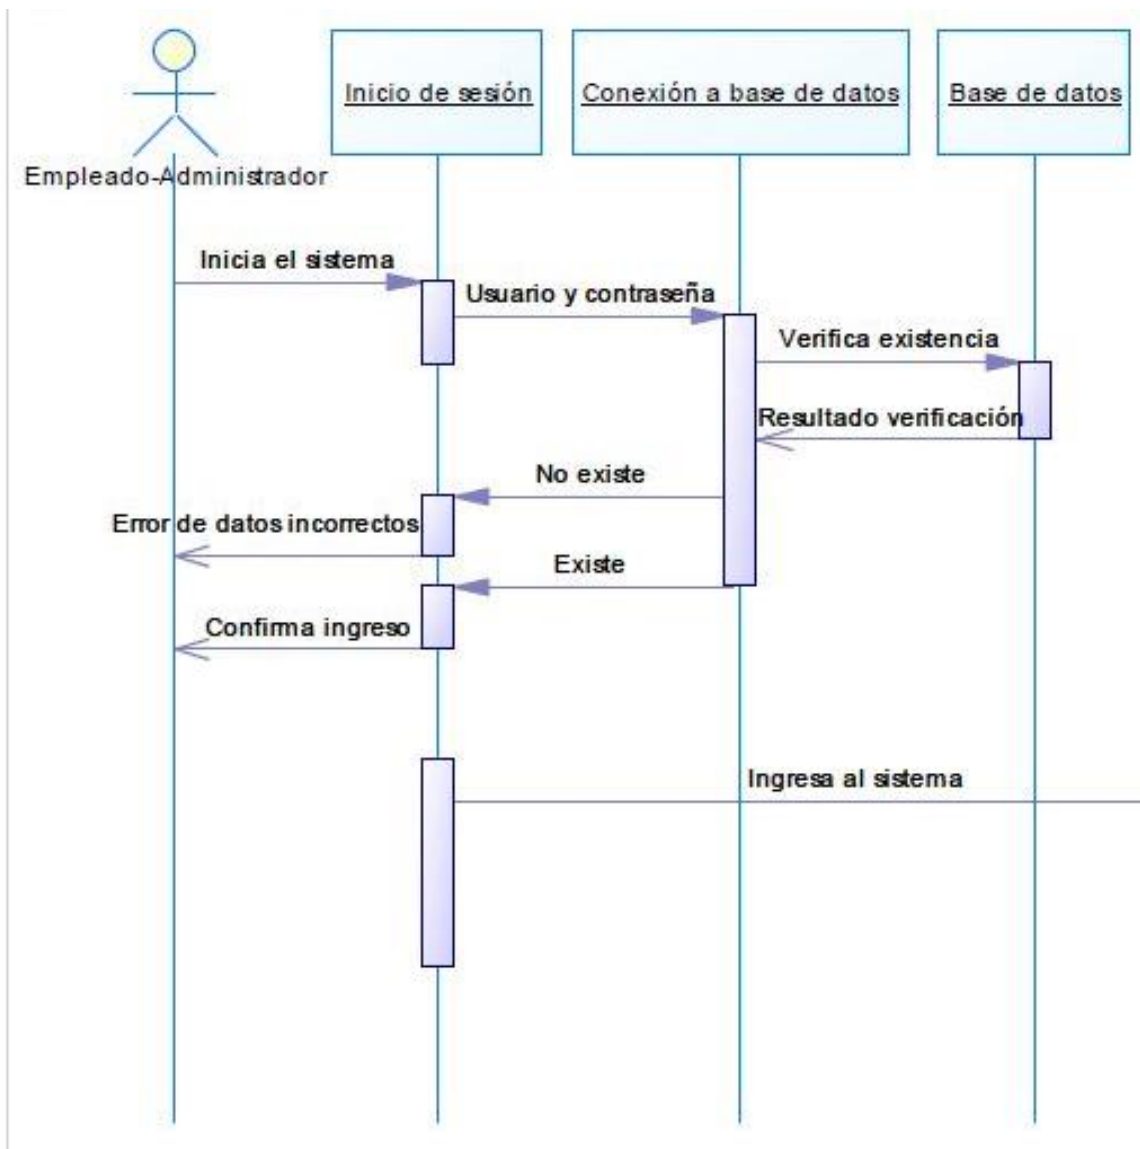 Inicio de sesión
Conexión a base de datos
Base de datos
Empleado-Administrador
Inicia el sistema
Usuario y contraseña
Verifica existencia
Resultado verificación
No existe
Error de datos incorrectos
Existe
Confirma ingreso
Ingresa al sistema